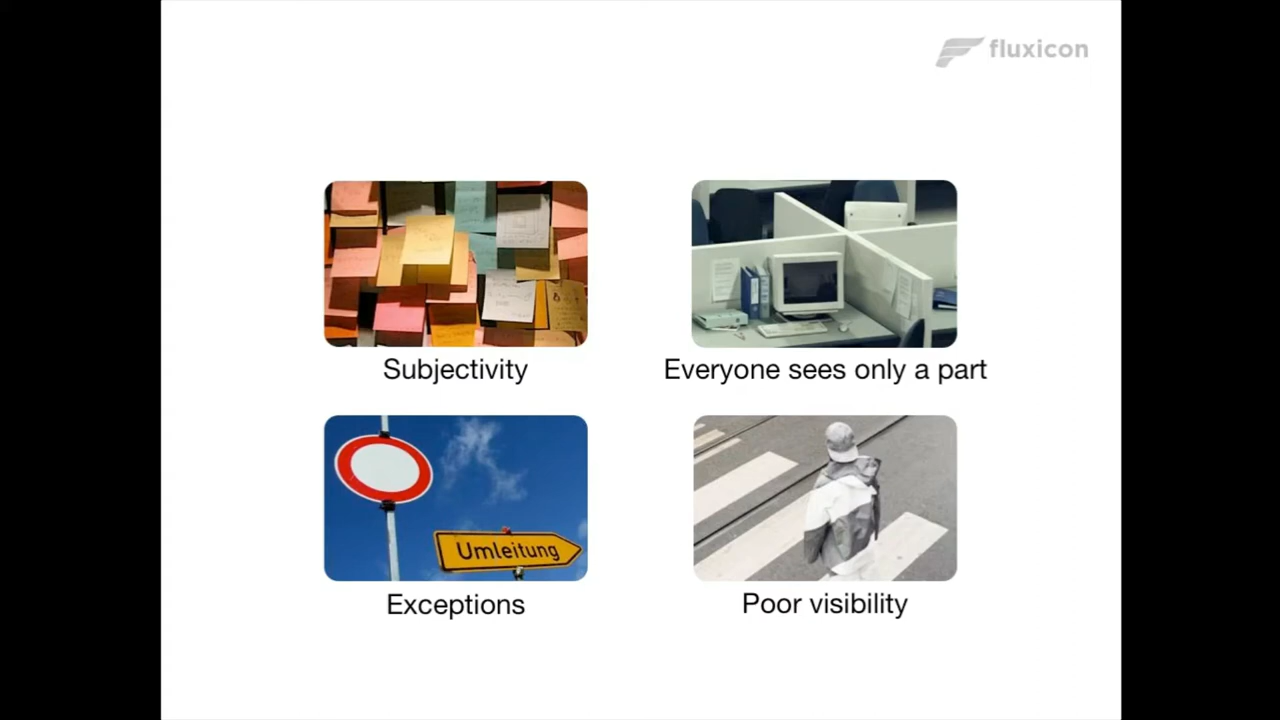 fluxicon
Subjectivity
Everyone sees only a part
Umleitung
Exceptions
Poor visibility